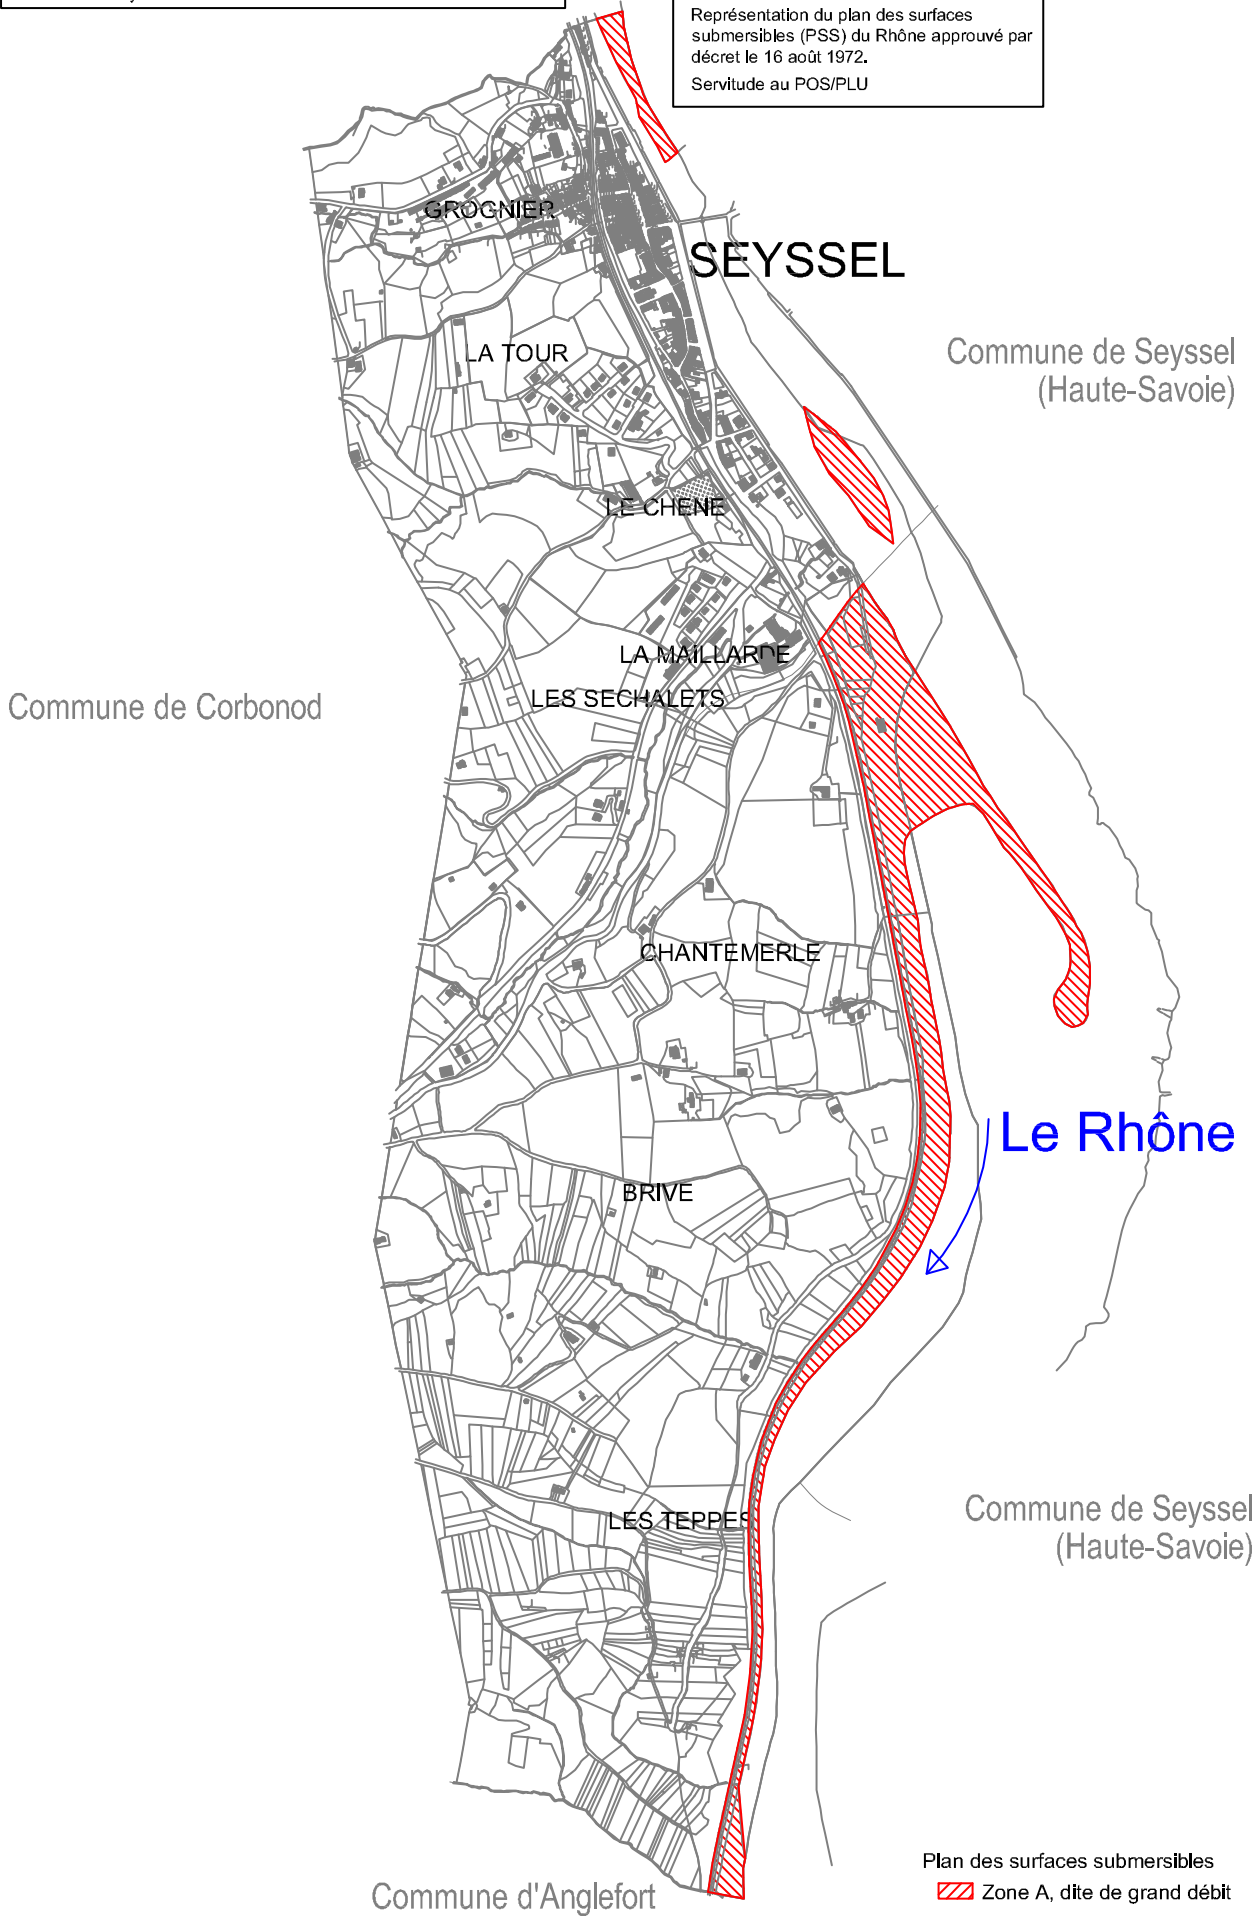 Représentation du plan des surfaces
submersibles (PSS) du Rhône approuvé par
décret le 16 août 1972.
Servitude au POS/PLU
GROGNIER
SEYSSEL
Commune de Seyssel
(Haute-Savoie)
LA TOUR
LE CHENE
LA MAILLARDE
LES SECHALETS
Commune de Corbonod
CHANTEMERLE
Le Rhône
BRIVE
Commune de Seyssel
(Haute-Savoie)
LES TEPPES
Plan des surfaces submersibles
Zone A, dite de grand débit
Commune d'Anglefort